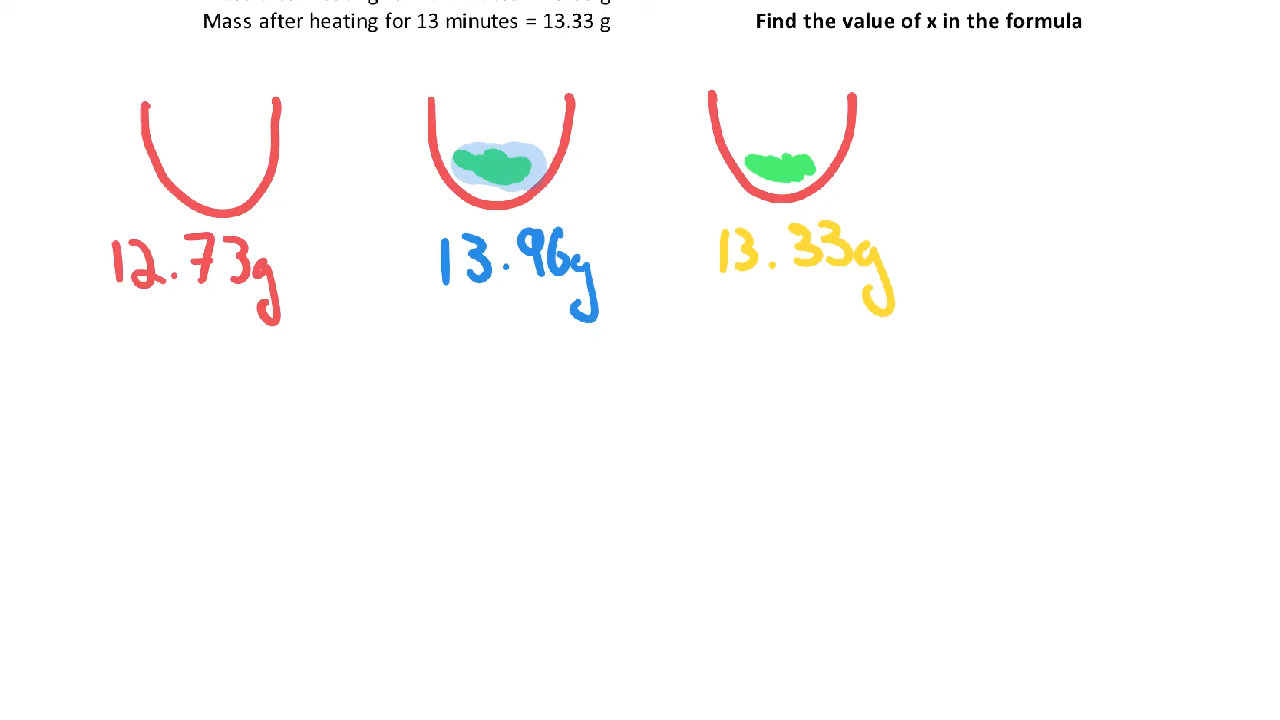 Mass after heating for 13 minutes = 13.33 g
Find the value of x in the formula
12.73g
13.96g
13.33g